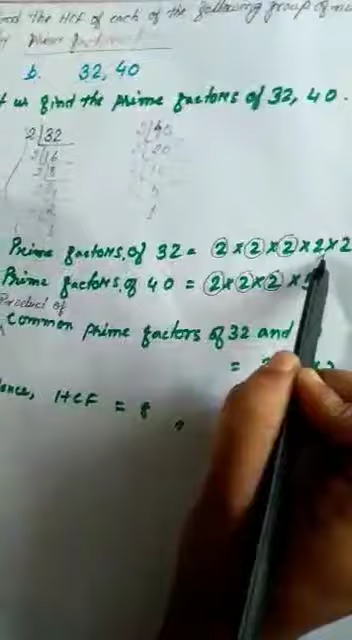 the HCF of each of the following group of
b. 32, 40
us find the prime factors of 32, 40.
2 32 2 40
2 16 2 20
2 8
1
Prime factors of 32 = 2 × 2 × 2 × 2 × 2
Prime factors of 40 = 2 × 2 × 2 ×
Product of
Common prime factors of 32 and
=
HCF = 8